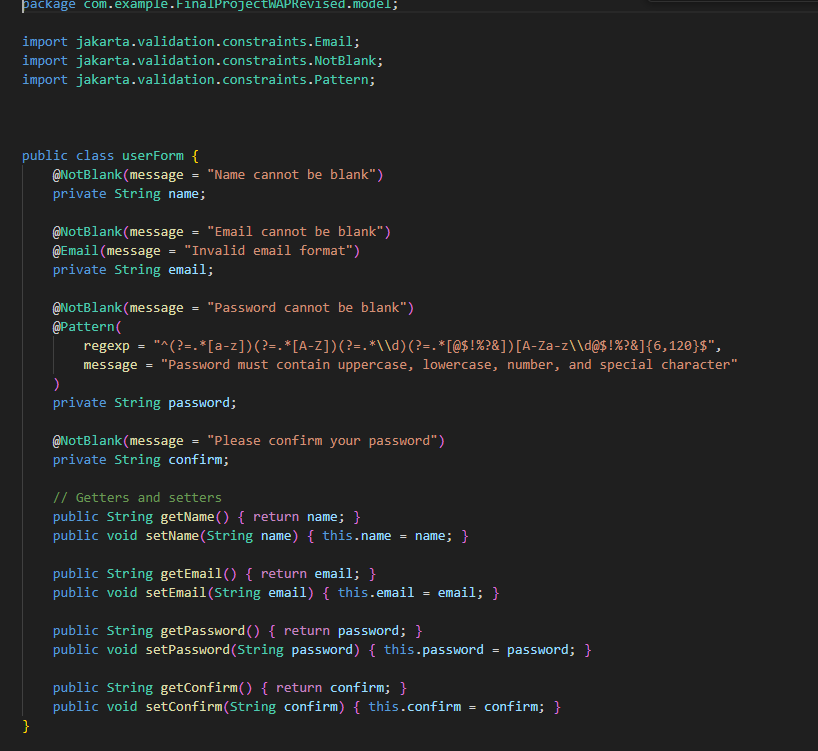 package com.example.FinalProjectWAPRevised.model;
import jakarta.validation.constraints.Email;
import jakarta.validation.constraints.NotBlank;
import jakarta.validation.constraints.Pattern;
public class userForm {
@NotBlank(message = "Name cannot be blank")
private String name;
@NotBlank(message = "Email cannot be blank")
@Email(message = "Invalid email format")
private String email;
@NotBlank(message = "Password cannot be blank")
@Pattern(
regexp = "^(?=.*[a-z])(?=.*[A-Z])(?=.*\\d)(?=.*[@$!%?&])[A-Za-z\\d@$!%?&]{6,120}$",
message = "Password must contain uppercase, lowercase, number, and special character"
)
private String password;
@NotBlank(message = "Please confirm your password")
private String confirm;
// Getters and setters
public String getName() { return name; }
public void setName(String name) { this.name = name; }
public String getEmail() { return email; }
public void setEmail(String email) { this.email = email; }
public String getPassword() { return password; }
public void setPassword(String password) { this.password = password; }
public String getConfirm() { return confirm; }
public void setConfirm(String confirm) { this.confirm = confirm; }
}